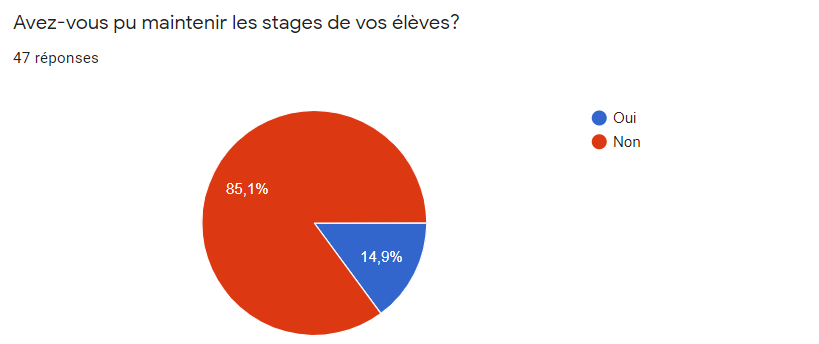 Avez-vous pu maintenir les stages de vos élèves?
47 réponses
Oui
Non
85,1%
14,9%